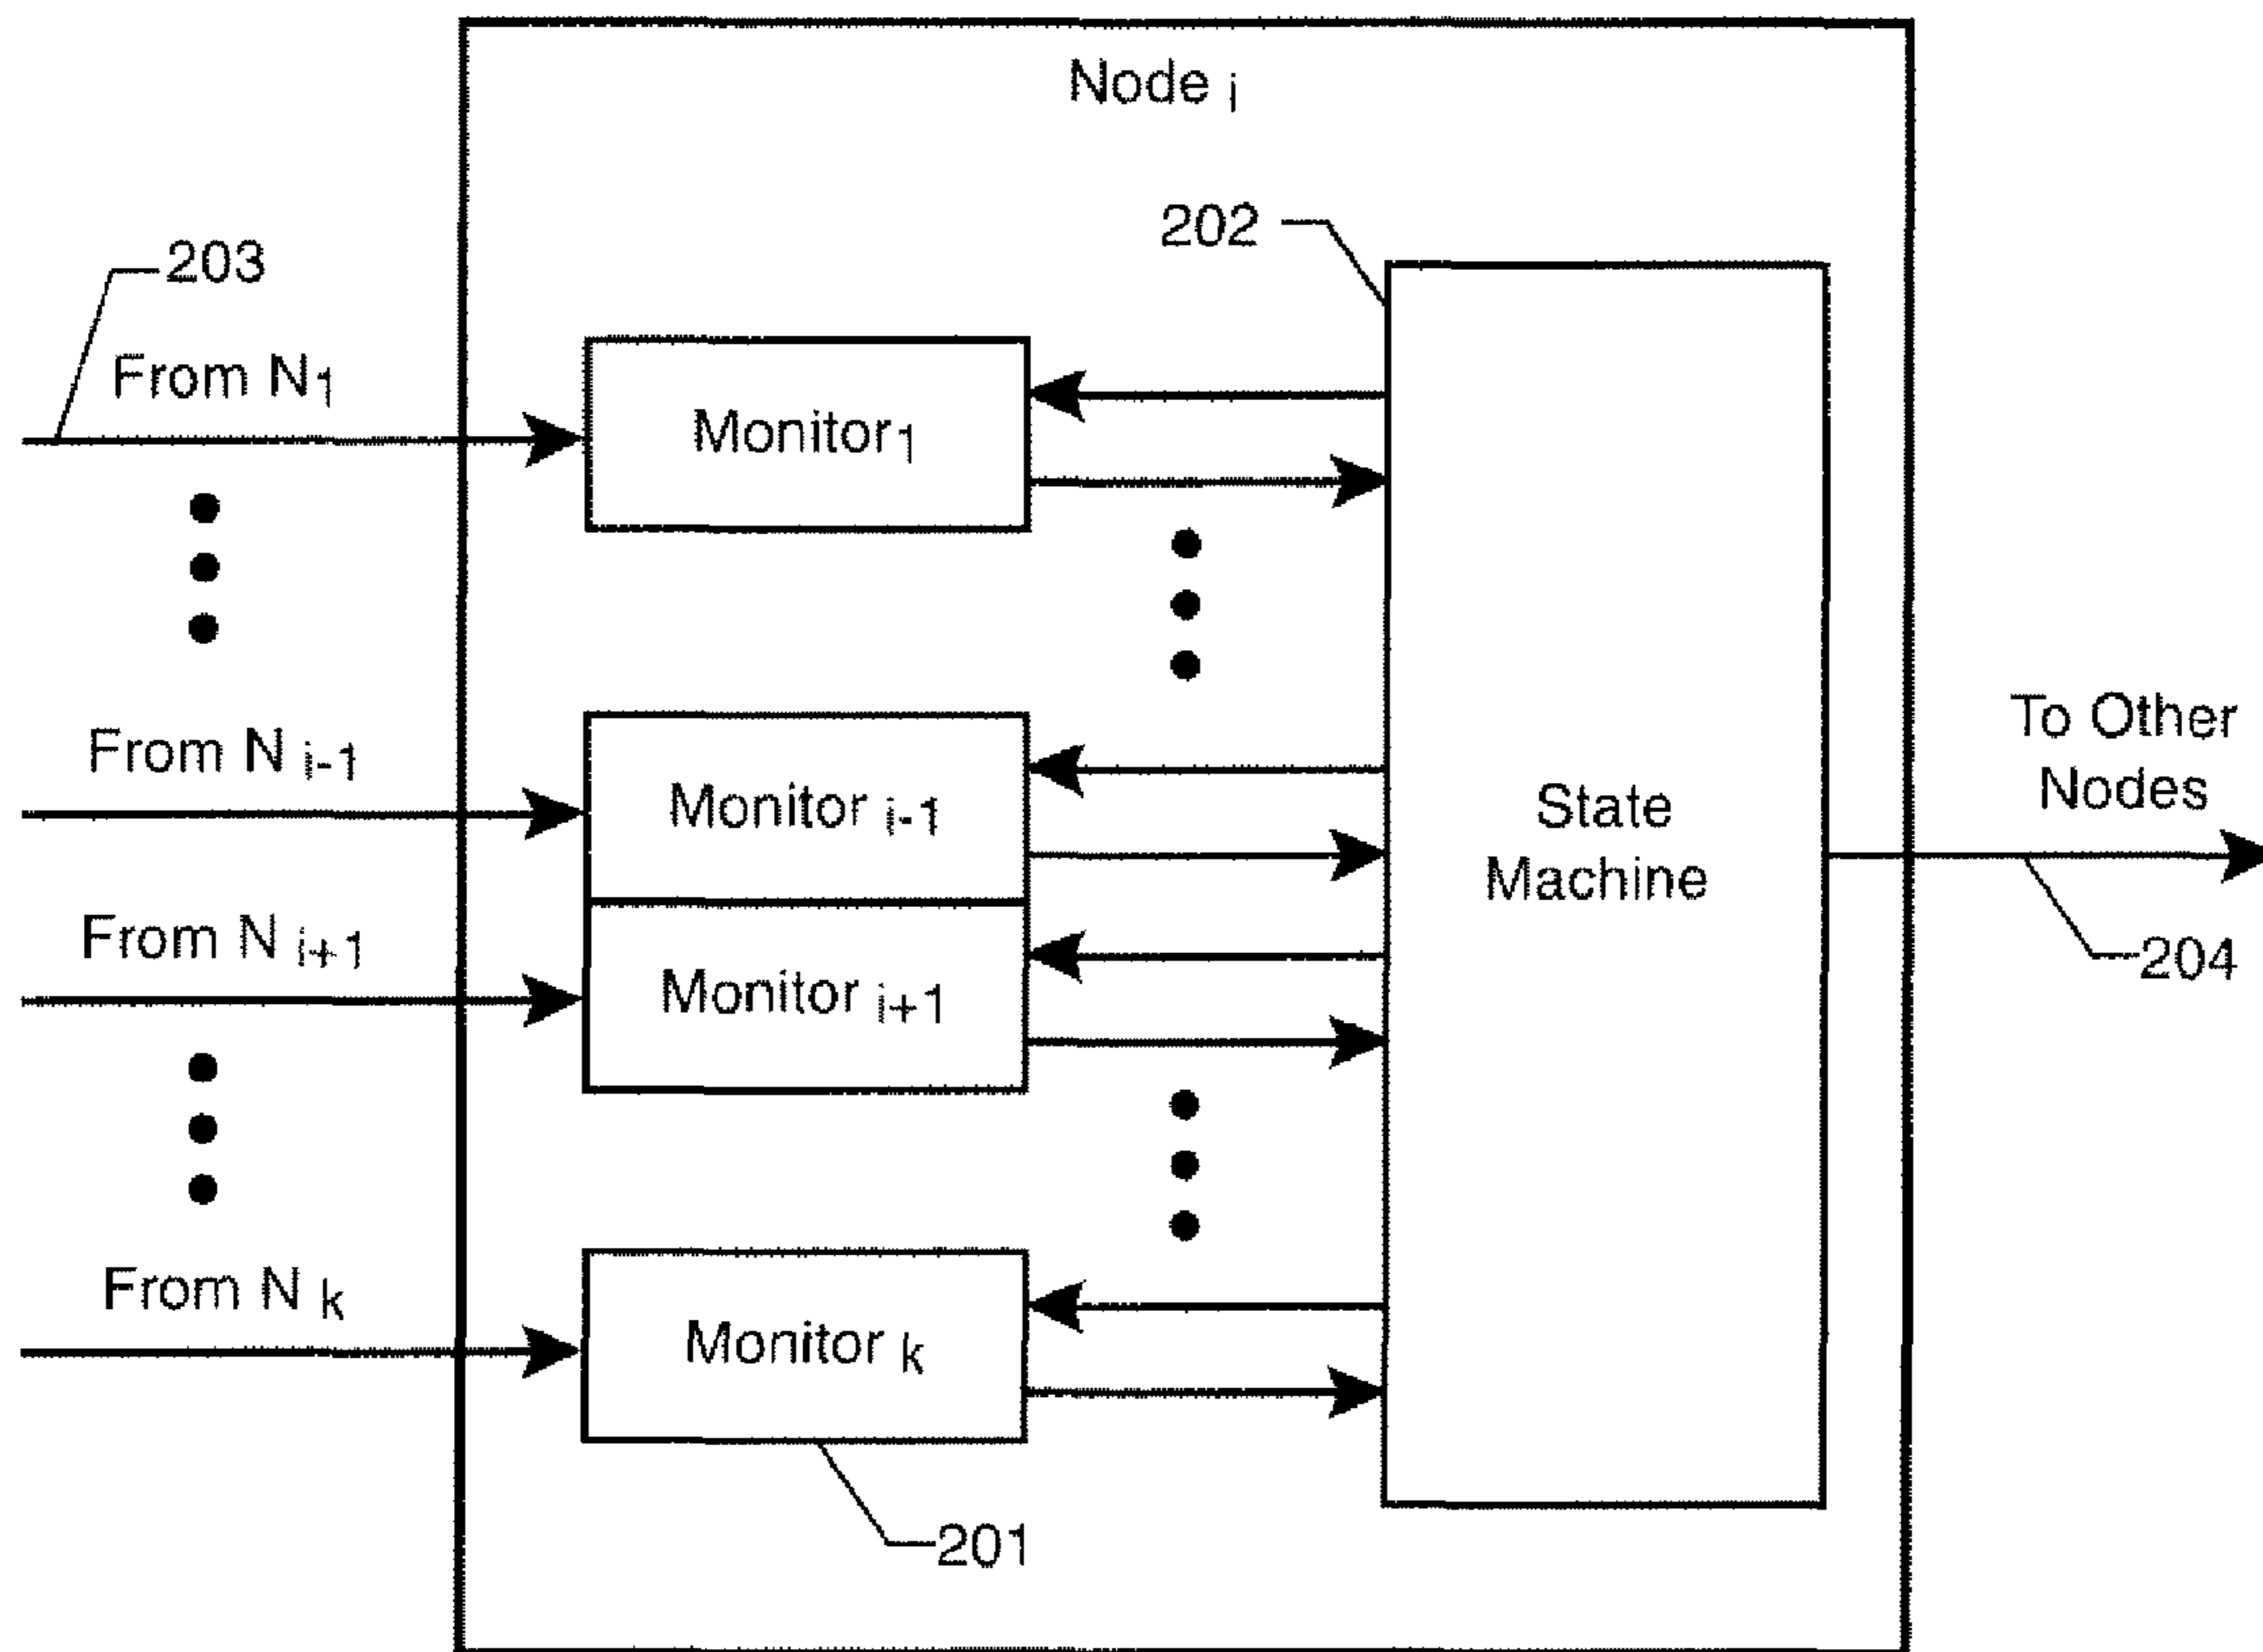 Node i
202
203
From N1
Monitor1
From N i-1
Monitor i-1
To Other
Nodes
State
Machine
From N i+1
Monitor i+1
204
From N k
Monitor k
201